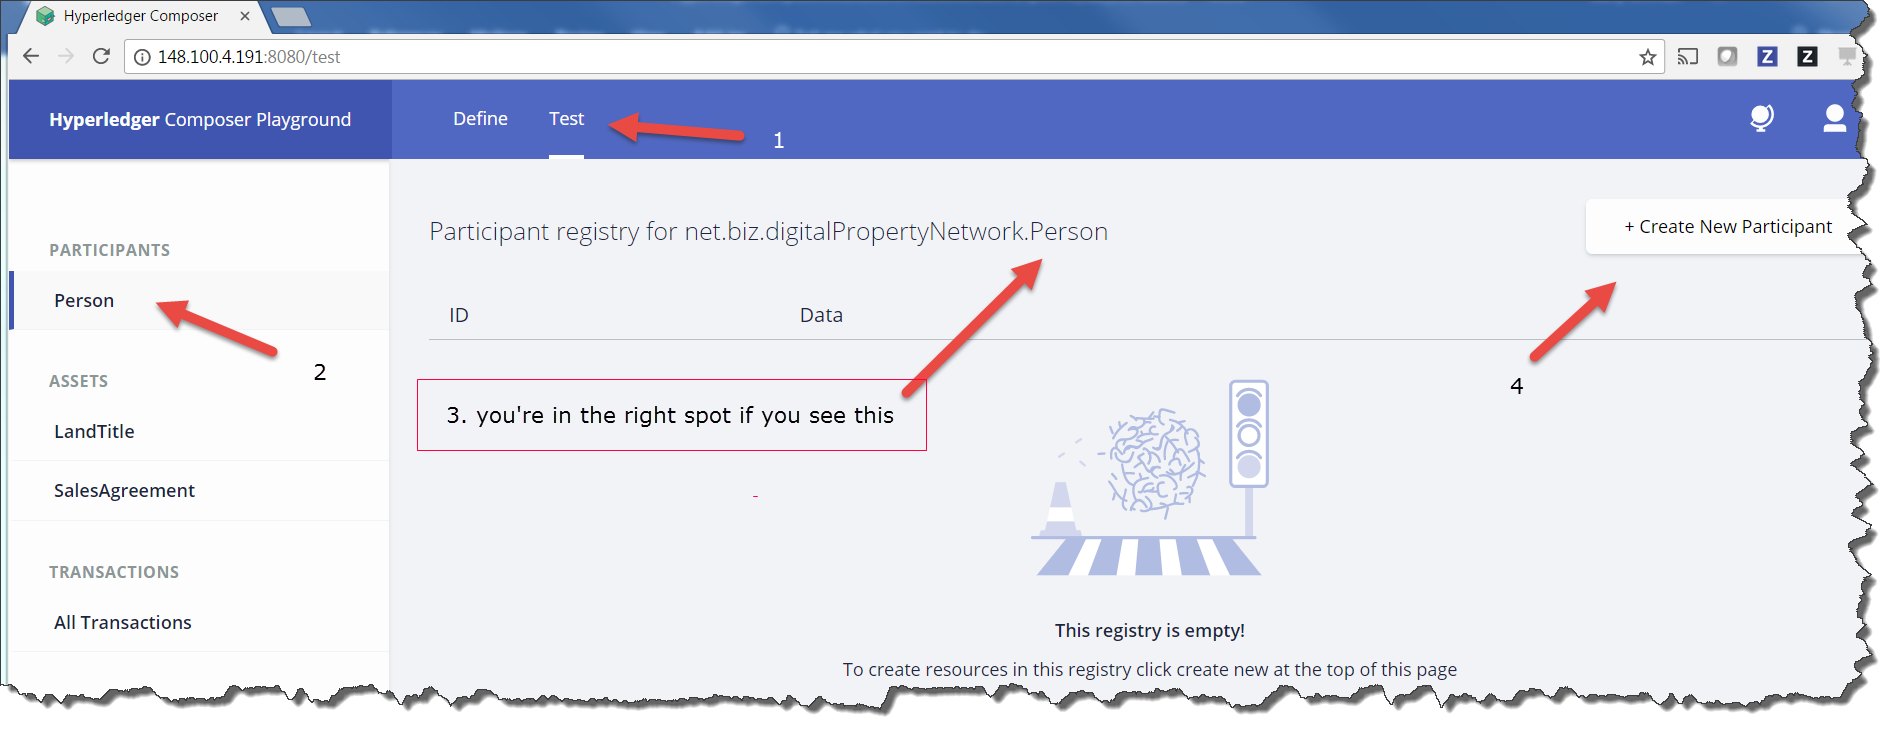 Hyperledger Composer Playground
148.100.4.191:8080/test
Z
Z
Hyperledger Composer Playground
Define
Test
1
PARTICIPANTS
Person
2
ASSETS
LandTitle
SalesAgreement
TRANSACTIONS
All Transactions
Participant registry for net.biz.digitalPropertyNetwork.Person
+ Create New Participant
ID
Data
3. you're in the right spot if you see this
4
This registry is empty!
To create resources in this registry click create new at the top of this page